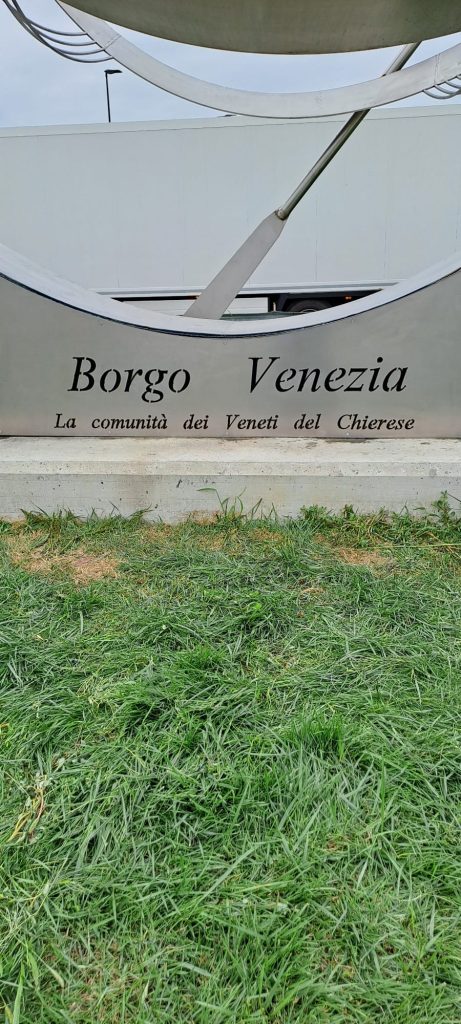 Borgo Venezia
La comunità dei Veneti del Chierese